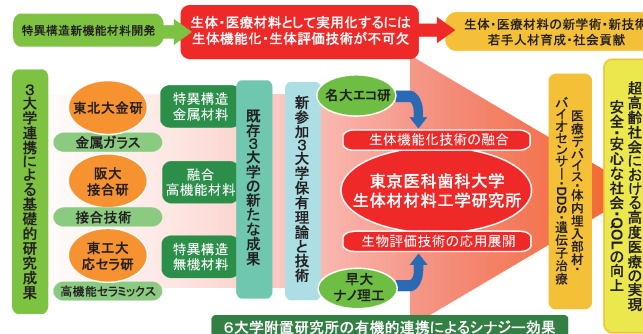 特異構造新機能材料開発
生体・医療材料として実用化するには
生体機能化・生体評価技術が不可欠
生体・医療材料の新学術・新技術
若手人材育成・社会貢献
3大学連携による基礎的研究成果
東北大金研
金属ガラス
阪大
接合研
接合技術
東工大
応セラ研
高機能セラミックス
特異構造
金属材料
融合
高機能材料
特異構造
無機材料
既存3大学の新たな成果
新参加3大学保有理論と技術
名大エコ研
生体機能化技術の融合
東京医科歯科大学
生体材料工学研究所
生物評価技術の応用展開
早大
ナノ理工
医療デバイス・体内埋入部材・
バイオセンサー・DDS・遺伝子治療
超高齢社会における高度医療の実現
安全・安心な社会・QOLの向上
6大学附置研究所の有機的連携によるシナジー効果